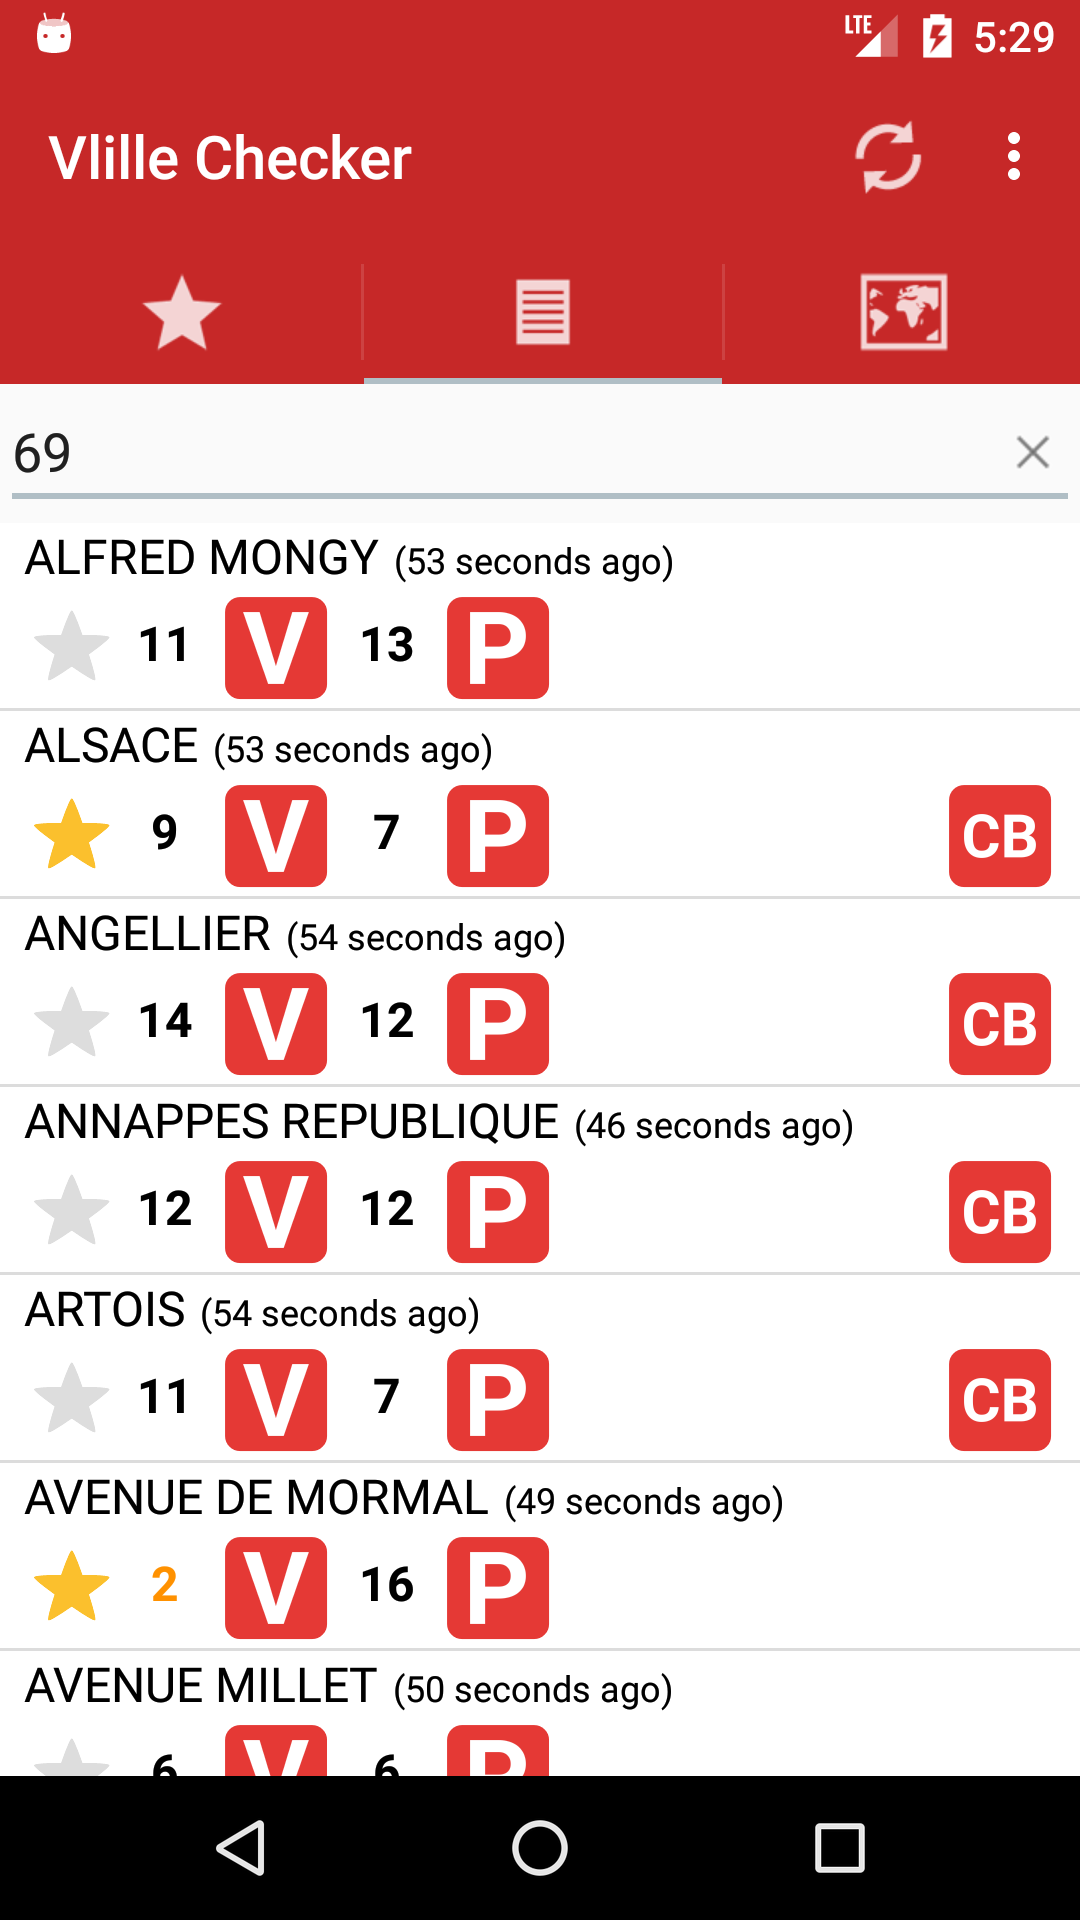 LTE 5:29
Vlille Checker
69
ALFRED MONGY (53 seconds ago)
11 V 13 P
ALSACE (53 seconds ago)
9 V 7 P CB
ANGELLIER (54 seconds ago)
14 V 12 P CB
ANNAPPES REPUBLIQUE (46 seconds ago)
12 V 12 P CB
ARTOIS (54 seconds ago)
11 V 7 P CB
AVENUE DE MORMAL (49 seconds ago)
2 V 16 P
AVENUE MILLET (50 seconds ago)
6 V 6 P